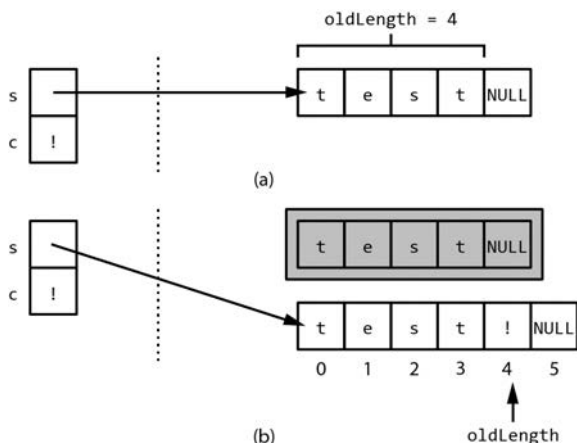 oldLength = 4
s t e s t NULL
c !
(a)
s t e s t NULL
c !
t e s t ! NULL
0 1 2 3 4 5
oldLength
(b)